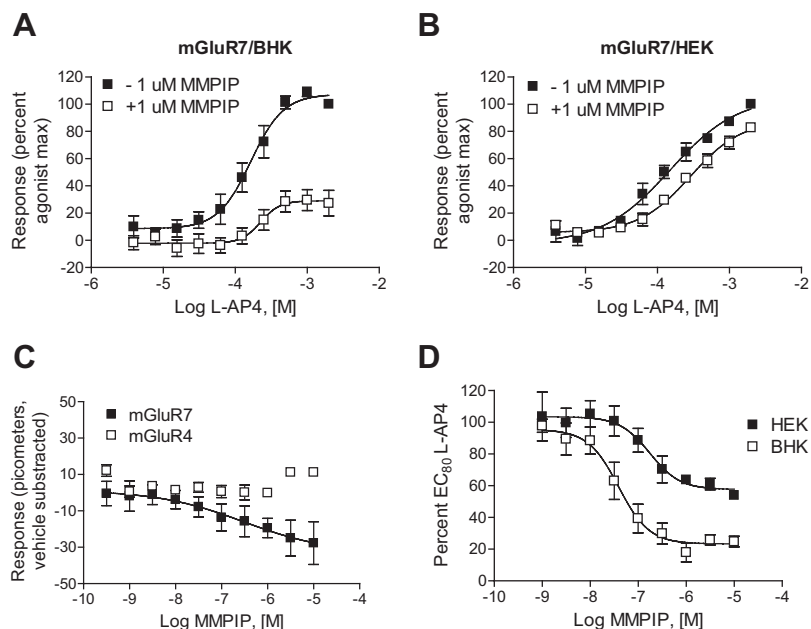 A
mGluR7/BHK
- 1 uM MMPIP
+1 uM MMPIP
Response (percent
agonist max)
120
100
80
60
40
20
0
-20
-6
-5
-4
-3
-2
Log L-AP4, [M]
B
mGluR7/HEK
- 1 uM MMPIP
+1 uM MMPIP
Response (percent
agonist max)
120
100
80
60
40
20
0
-20
-6
-5
-4
-3
-2
Log L-AP4, [M]
C
mGluR7
mGluR4
Response (picometers,
vehicle substracted)
50
30
10
-10
-30
-50
-10
-9
-8
-7
-6
-5
-4
Log MMPIP, [M]
D
HEK
BHK
Percent EC80 L-AP4
120
100
80
60
40
20
0
-10
-9
-8
-7
-6
-5
-4
Log MMPIP, [M]